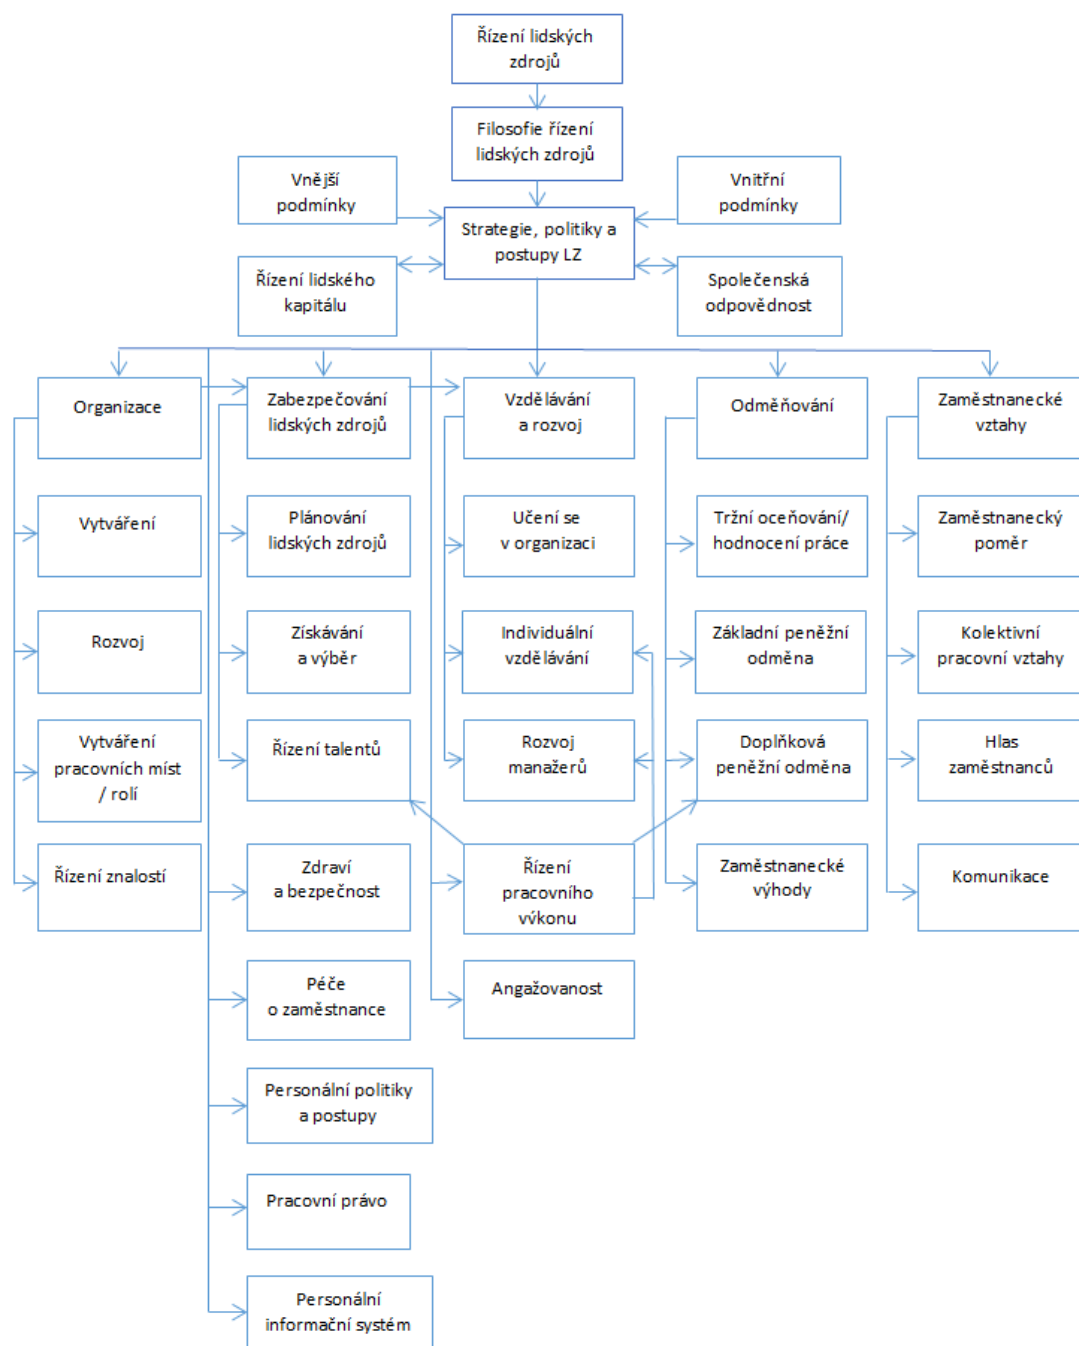 Řízení lidských
zdrojů
Filosofie řízení
lidských zdrojů
Vnější
podmínky
Vnitřní
podmínky
Strategie, politiky a
postupy LZ
Řízení lidského
kapitálu
Společenská
odpovědnost
Organizace
Zabezpečování
lidských zdrojů
Vzdělávání
a rozvoj
Odměňování
Zaměstnanecké
vztahy
Vytváření
Plánování
lidských zdrojů
Učení se
v organizaci
Tržní oceňování/
hodnocení práce
Zaměstnanecký
poměr
Rozvoj
Získávání
a výběr
Individuální
vzdělávání
Základní peněžní
odměna
Kolektivní
pracovní vztahy
Vytváření
pracovních míst
/ rolí
Řízení talentů
Rozvoj
manažerů
Doplňková
peněžní odměna
Hlas
zaměstnanců
Řízení znalostí
Zdraví
a bezpečnost
Řízení
pracovního
výkonu
Zaměstnanecké
výhody
Komunikace
Péče
o zaměstnance
Angažovanost
Personální politiky
a postupy
Pracovní právo
Personální
informační systém